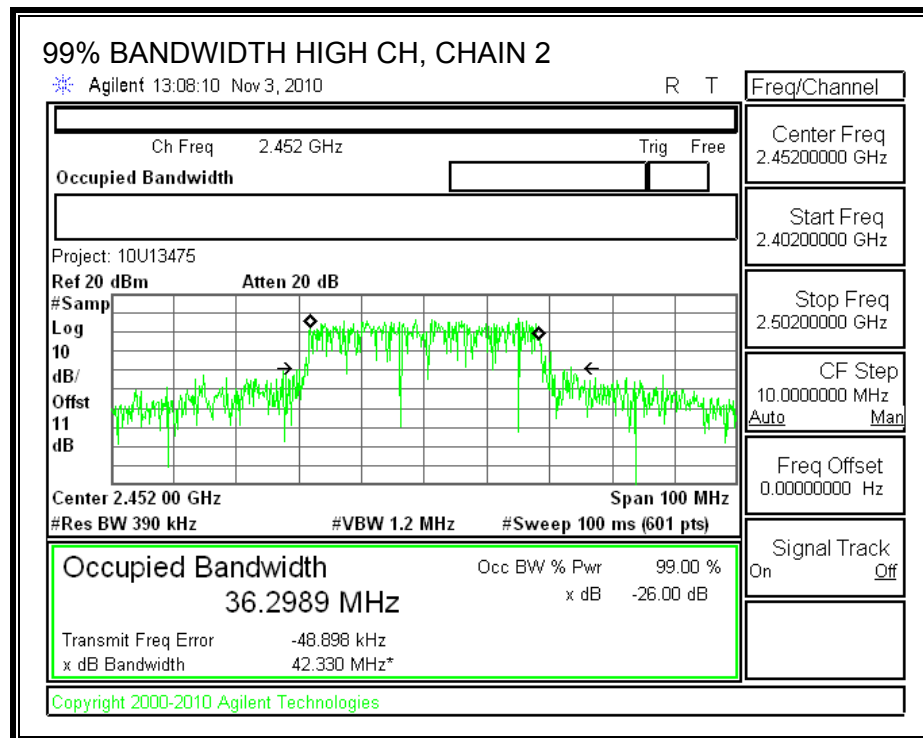 99% BANDWIDTH HIGH CH, CHAIN 2
Agilent 13:08:10 Nov 3, 2010 R T
Ch Freq 2.452 GHz Trig Free
Occupied Bandwidth
Project: 10U13475
Ref 20 dBm Atten 20 dB
#Samp
Log
10
dB/
Offst
11
dB
Center 2.452 00 GHz Span 100 MHz
#Res BW 390 kHz #VBW 1.2 MHz #Sweep 100 ms (601 pts)
Occupied Bandwidth Occ BW % Pwr 99.00 %
36.2989 MHz x dB -26.00 dB
Transmit Freq Error -48.898 kHz
x dB Bandwidth 42.330 MHz*
Copyright 2000-2010 Agilent Technologies
Freq/Channel
Center Freq
2.45200000 GHz
Start Freq
2.40200000 GHz
Stop Freq
2.50200000 GHz
CF Step
10.0000000 MHz
Auto Man
Freq Offset
0.00000000 Hz
Signal Track
On Off